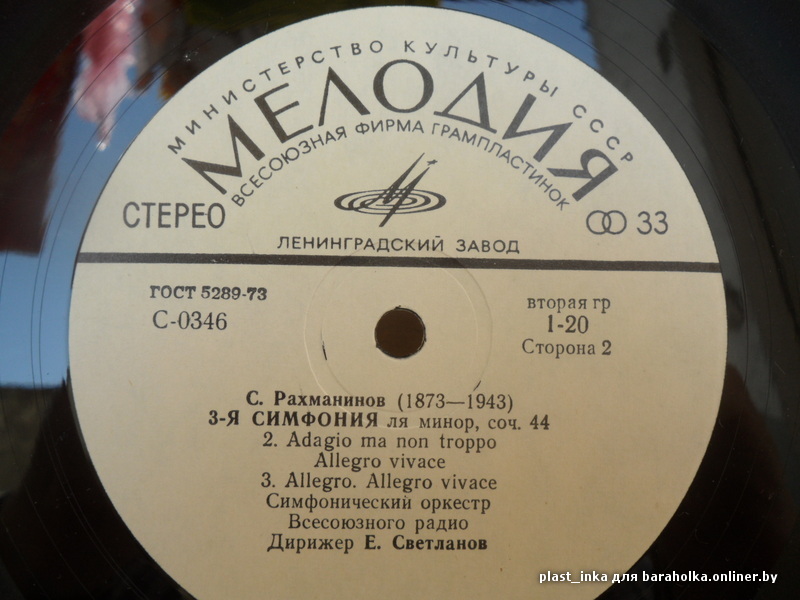 МИНИСТЕРСТВО КУЛЬТУРЫ СССР
МЕЛОДИЯ
ВСЕСОЮЗНАЯ ФИРМА ГРАМПЛАСТИНОК
СТЕРЕО
33
ЛЕНИНГРАДСКИЙ ЗАВОД
ГОСТ 5289-73
С-0346
вторая гр
1-20
Сторона 2
С. Рахманинов (1873—1943)
3-Я СИМФОНИЯ ля минор, соч. 44
2. Adagio ma non troppo
Allegro vivace
3. Allegro. Allegro vivace
Симфонический оркестр
Всесоюзного радио
Дирижер Е. Светланов
plast_inka для baraholka.onliner.by